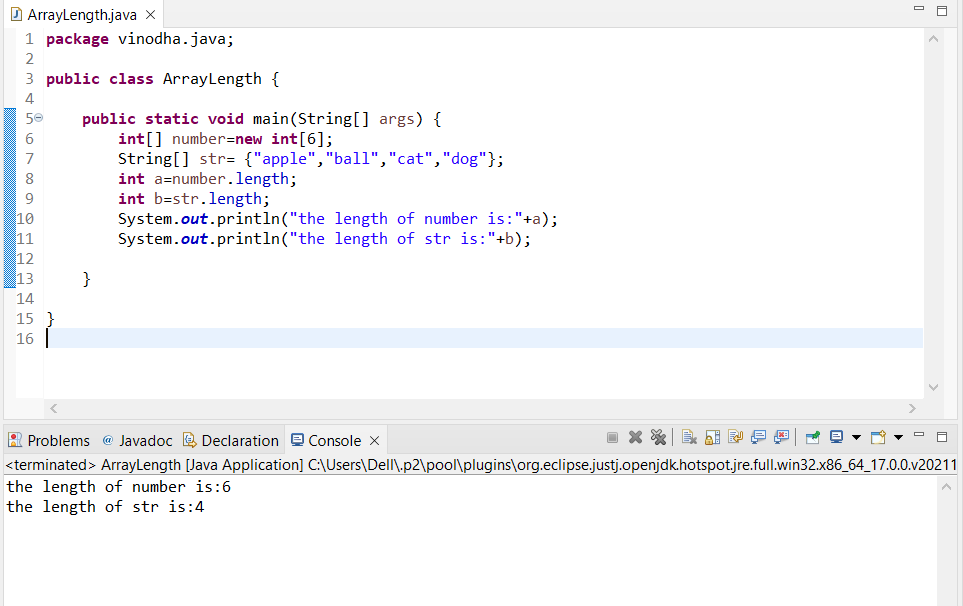 ArrayLength.java
1 package vinodha.java;
2
3 public class ArrayLength {
4
5 public static void main(String[] args) {
6 int[] number=new int[6];
7 String[] str= {"apple","ball","cat","dog"};
8 int a=number.length;
9 int b=str.length;
10 System.out.println("the length of number is:"+a);
11 System.out.println("the length of str is:"+b);
12
13 }
14
15 }
16
Problems @ Javadoc Declaration Console
<terminated> ArrayLength [Java Application] C:\Users\Dell\.p2\pool\plugins\org.eclipse.justj.openjdk.hotspot.jre.full.win32.x86_64_17.0.0.v20211
the length of number is:6
the length of str is:4